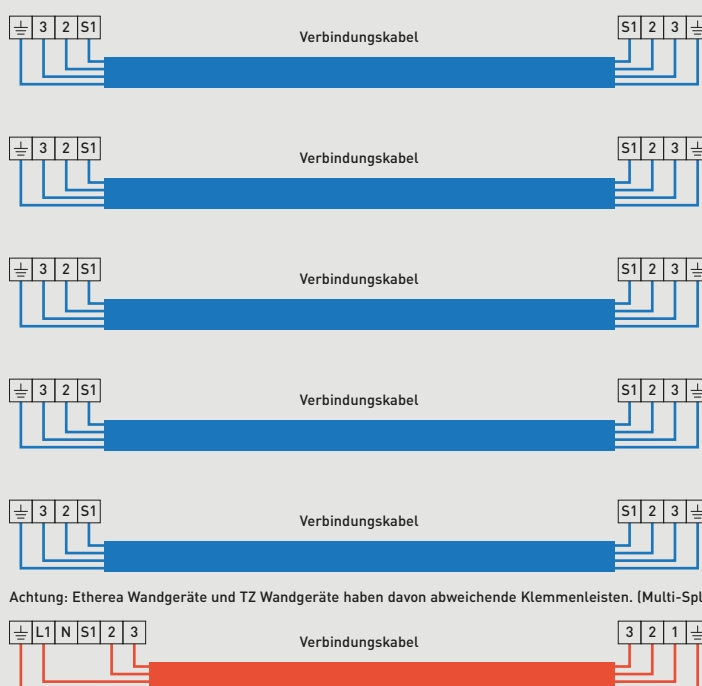 ⏚ 3 2 S1 Verbindungskabel S1 2 3 ⏚
⏚ 3 2 S1 Verbindungskabel S1 2 3 ⏚
⏚ 3 2 S1 Verbindungskabel S1 2 3 ⏚
⏚ 3 2 S1 Verbindungskabel S1 2 3 ⏚
⏚ 3 2 S1 Verbindungskabel S1 2 3 ⏚
Achtung: Etherea Wandgeräte und TZ Wandgeräte haben davon abweichende Klemmenleisten. (Multi-Spl
⏚ L1 N S1 2 3 Verbindungskabel 3 2 1 ⏚